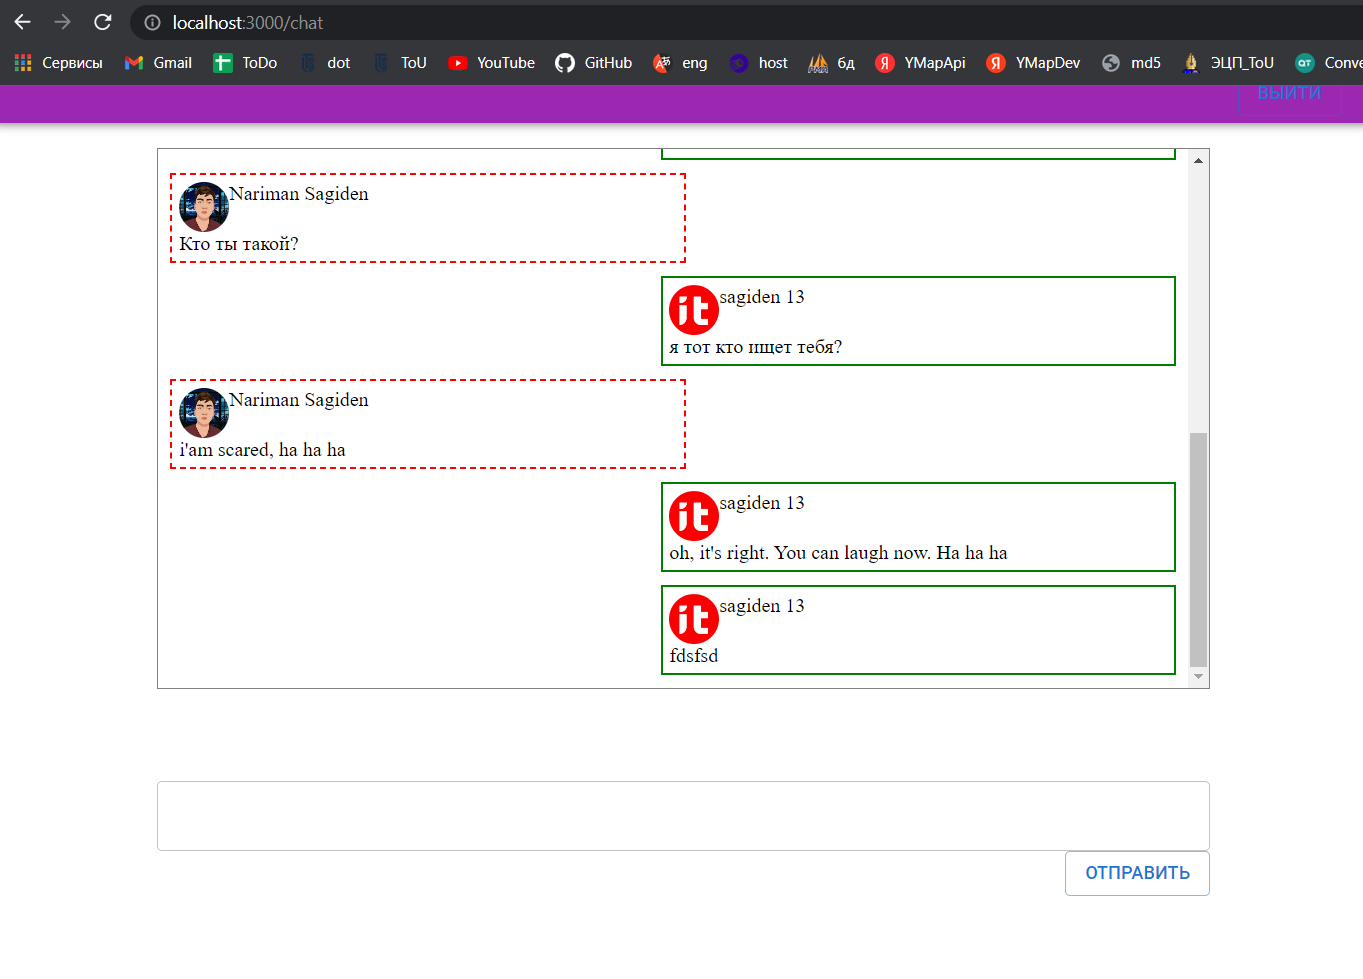 localhost:3000/chat
Сервисы Gmail ToDo dot ToU YouTube GitHub eng host бд YMapApi YMapDev md5 ЭЦП_ToU Conve
ВЫЙТИ
Nariman Sagiden
Кто ты такой?
it sagiden 13
я тот кто ищет тебя?
Nariman Sagiden
i'am scared, ha ha ha
it sagiden 13
oh, it's right. You can laugh now. Ha ha ha
it sagiden 13
fdsfsd
ОТПРАВИТЬ